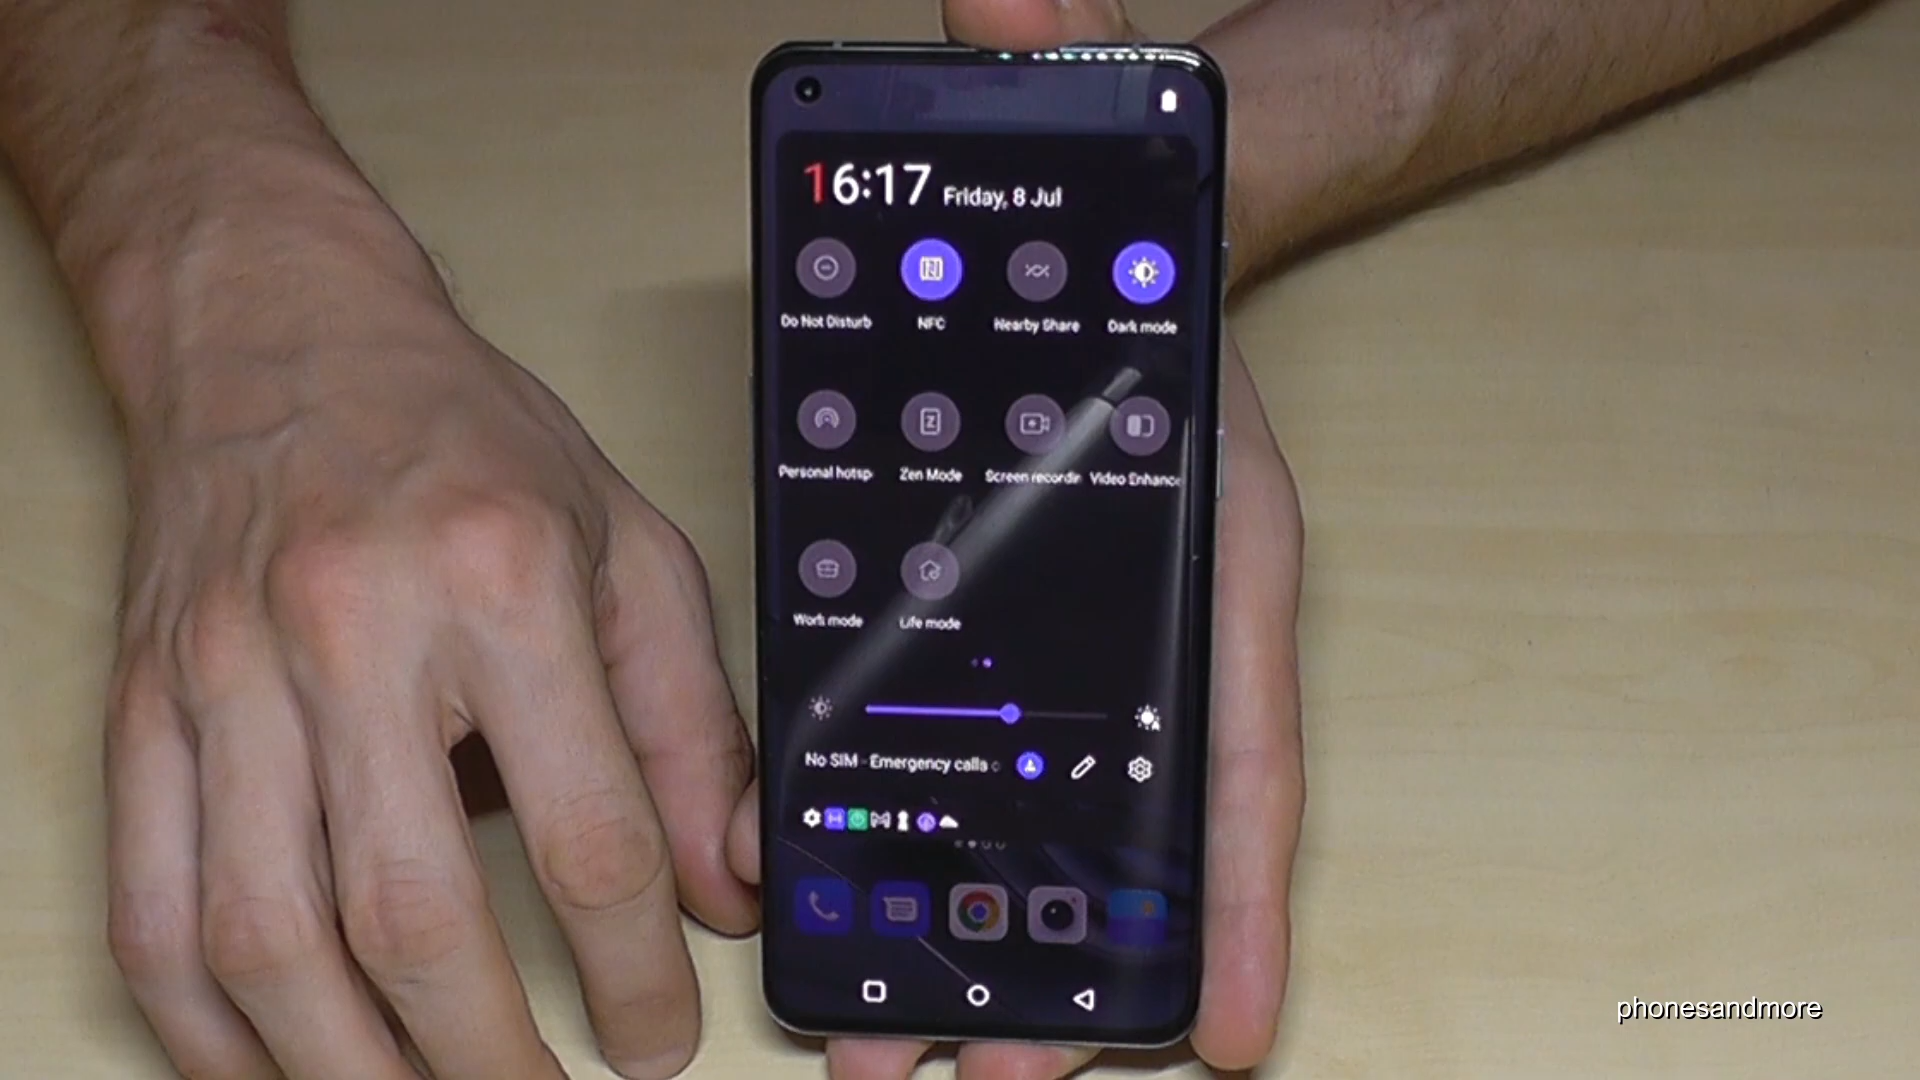 16:17 Friday, 8 Jul
Do Not Disturb NFC Nearby Share Dark mode
Personal hotsp Zen Mode Screen recordin Video Enhance
Work mode Life mode
No SIM - Emergency calls o
phonesandmore